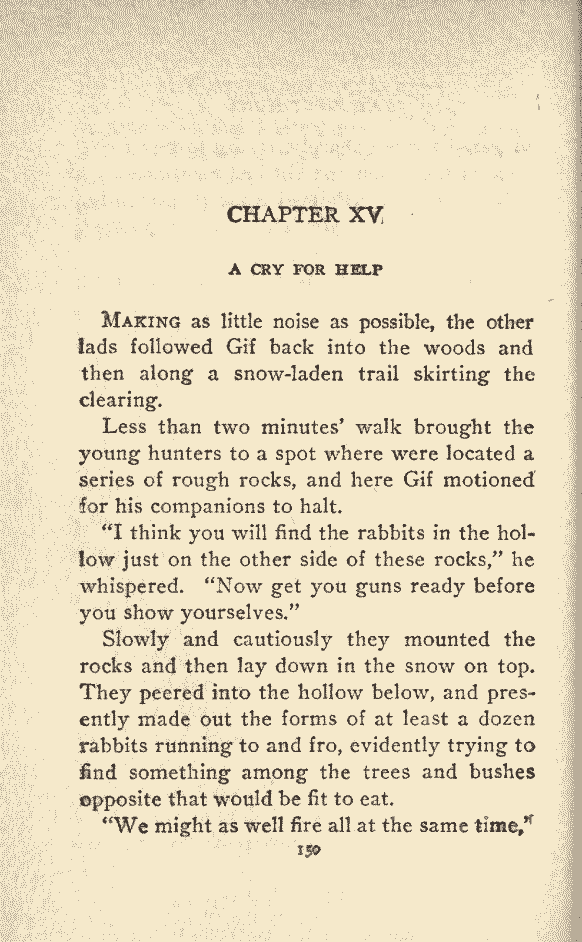 CHAPTER XV
A CRY FOR HELP
MAKING as little noise as possible, the other
lads followed Gif back into the woods and
then along a snow-laden trail skirting the
clearing.
Less than two minutes' walk brought the
young hunters to a spot where were located a
series of rough rocks, and here Gif motioned
for his companions to halt.
"I think you will find the rabbits in the hol-
low just on the other side of these rocks," he
whispered. "Now get you guns ready before
you show yourselves."
Slowly and cautiously they mounted the
rocks and then lay down in the snow on top.
They peered into the hollow below, and pres-
ently made out the forms of at least a dozen
rabbits running to and fro, evidently trying to
find something among the trees and bushes
opposite that would be fit to eat.
"We might as well fire all at the same time,"
150